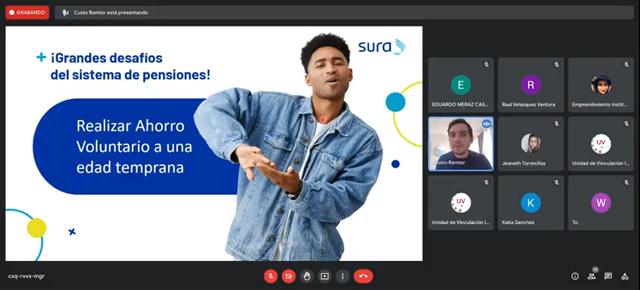 GRABANDO
Custo Ramtor está presentando
¡Grandes desafíos
del sistema de pensiones!
sura
Realizar Ahorro
Voluntario a una
edad temprana
E
EDUARDO MERAZ CAS...
R
Raul Velazquez Ventura
Emprendimiento Instit...
Custo Ramtor
Jeaneth Torrecillas
UV
Unidad de Vinculación I...
UV
Unidad de Vinculación I...
K
Katia Sanchez
W
Tú
cxq-rvvx-mgr